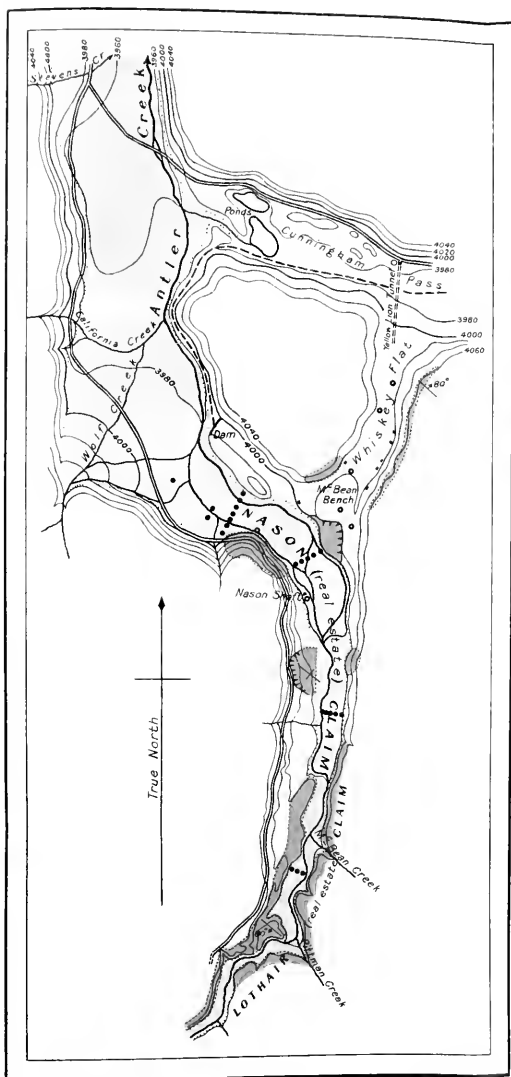 4040
4000
3980
3960
Stevens Cr.
3960
4000
4040
Antler Creek
Ponds
Cunningham
Pass
4040
4020
4000
3980
Yellow Lion Tunnel
3980
4000
4060
California Creek
Wolf Creek
3980
4000
80°
Whiskey Flat
Dam
4040
4000
McBean
Bench
NASON
(real estate)
CLAIM
Nason Shaft
True North
McBean Creek
CLAIM
(real estate)
LOTHAIR